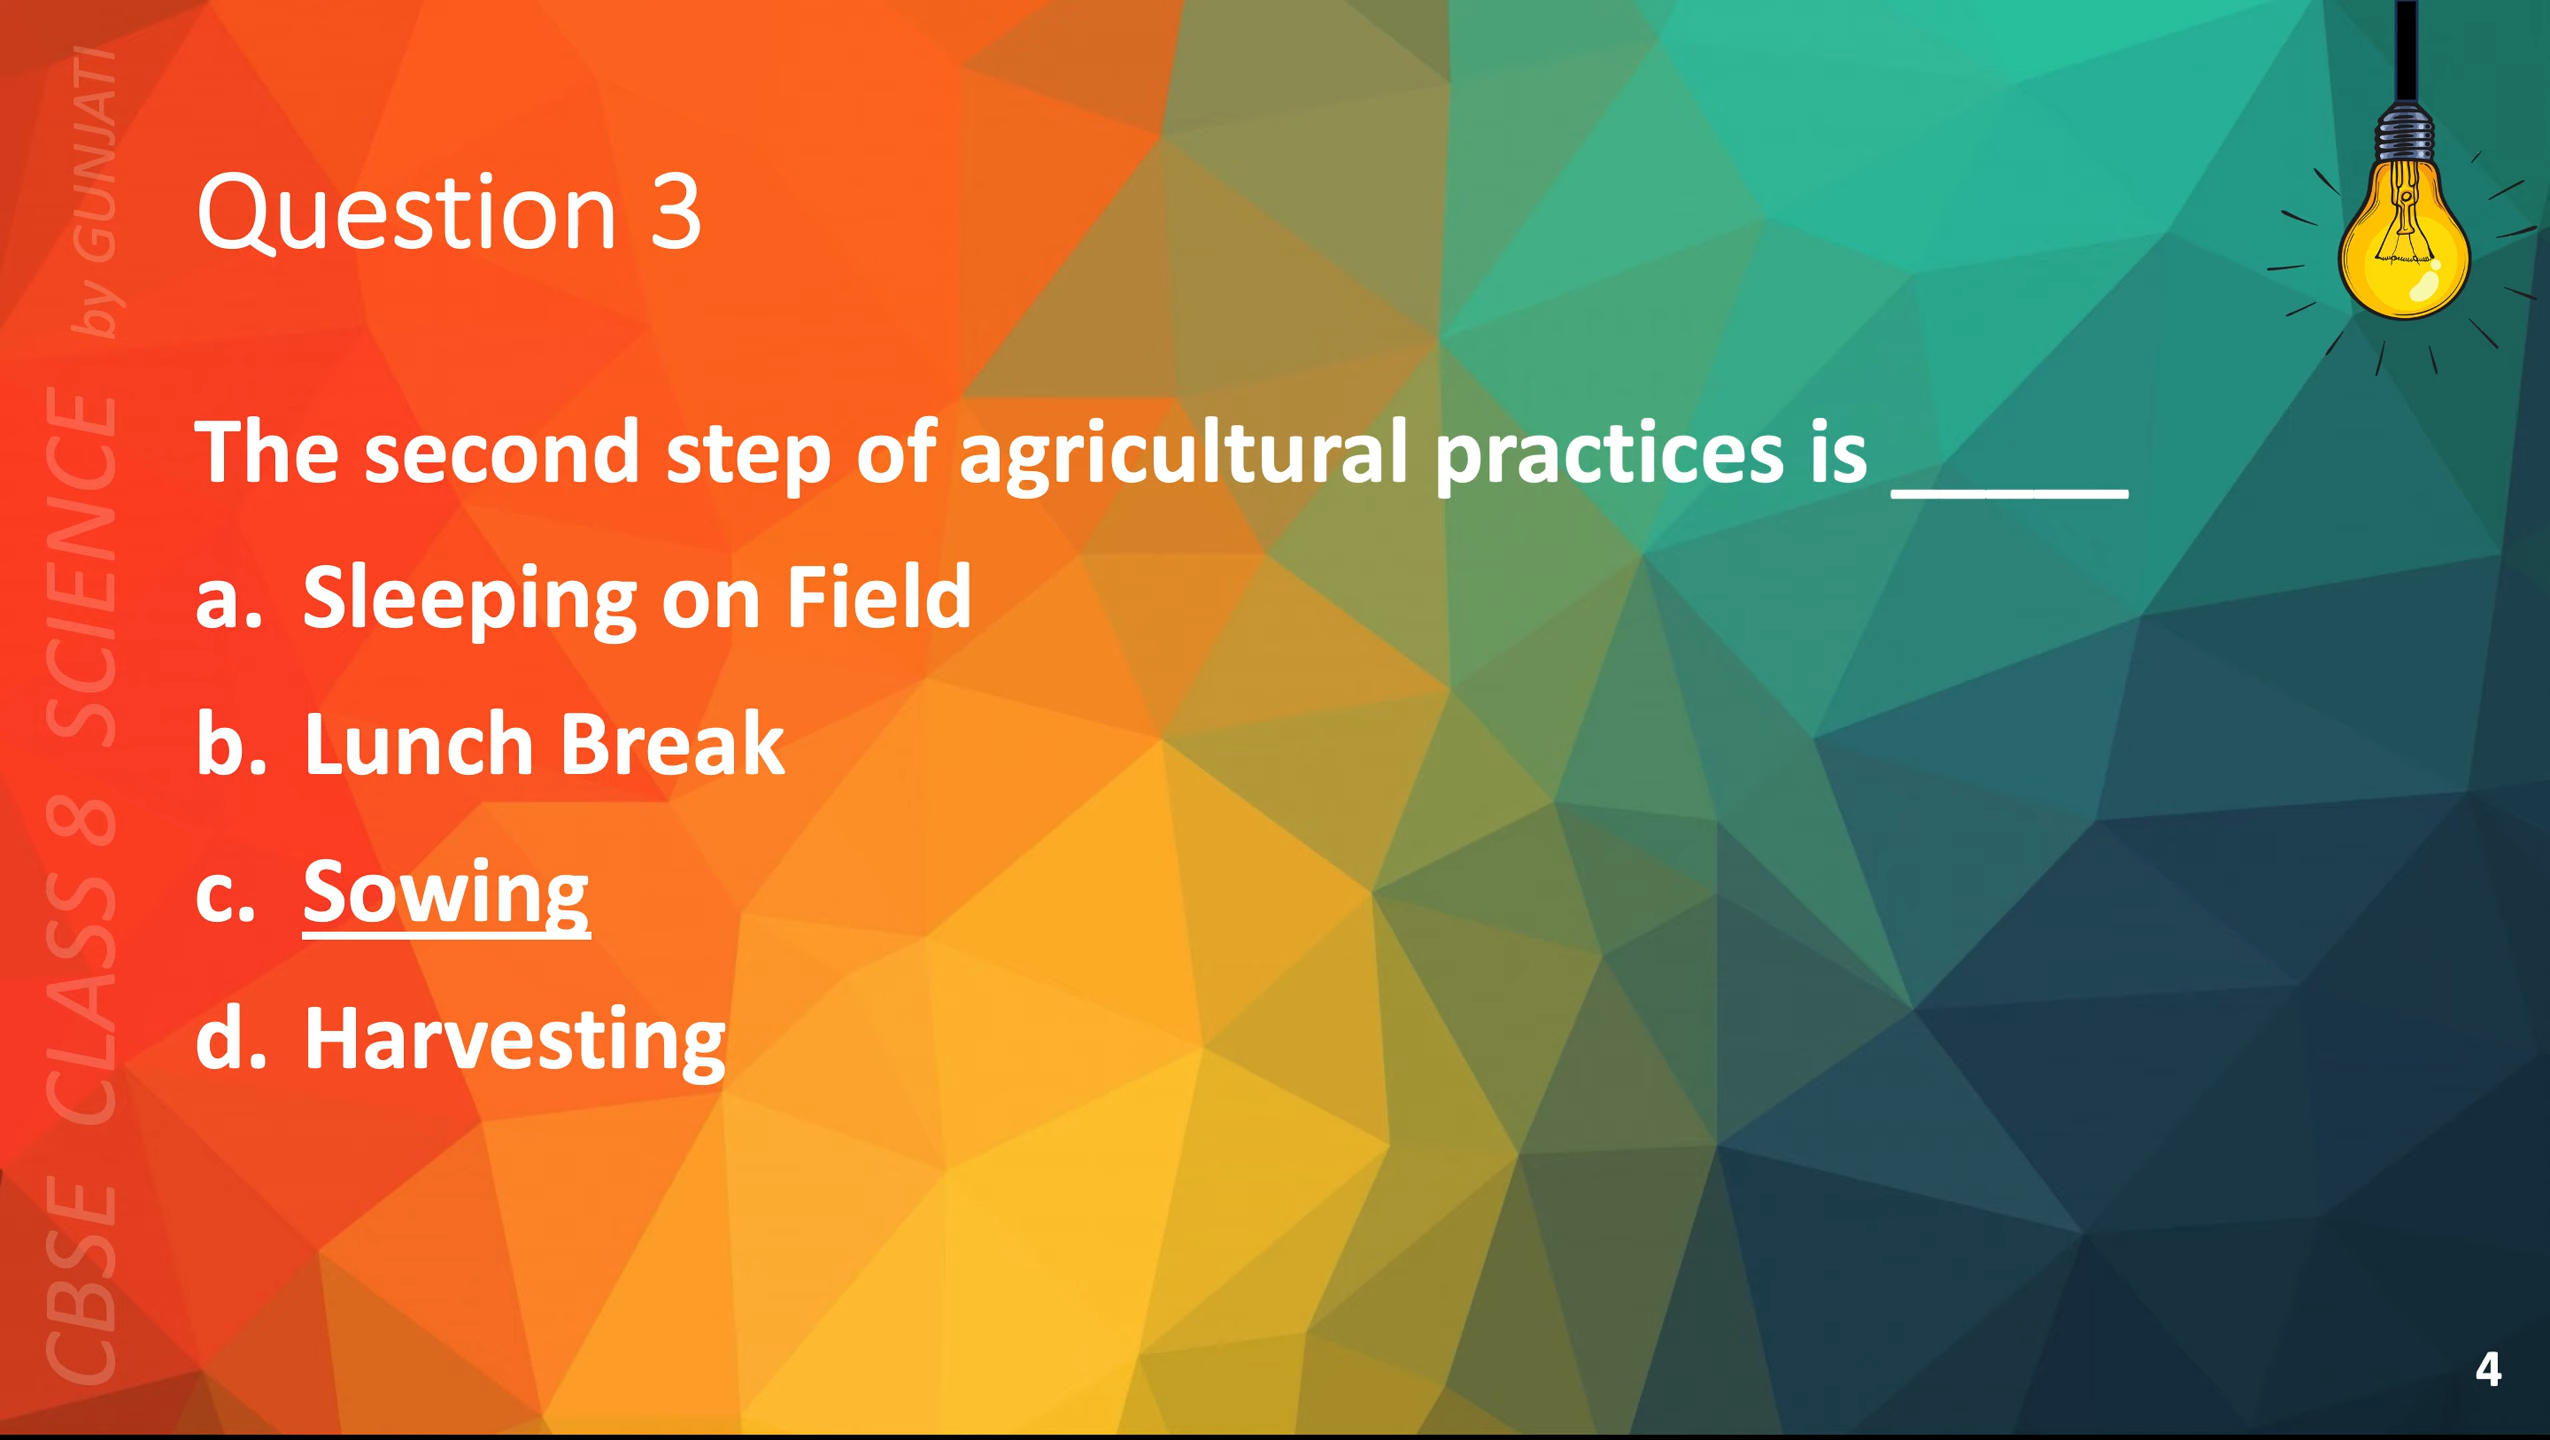 CBSE CLASS 8 SCIENCE by GUNJATI
Question 3
The second step of agricultural practices is _____
a. Sleeping on Field
b. Lunch Break
c. Sowing
d. Harvesting
4